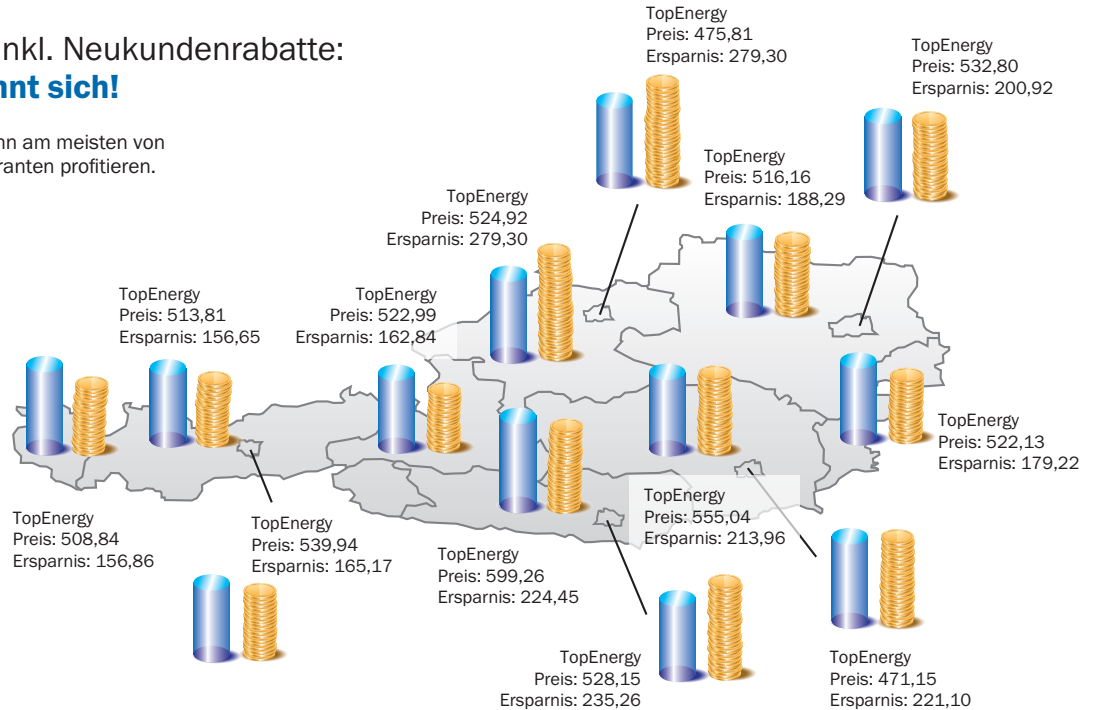 nkl. Neukundenrabatte:
nnt sich!
nn am meisten von
ranten profitieren.
TopEnergy
Preis: 475,81
Ersparnis: 279,30
TopEnergy
Preis: 532,80
Ersparnis: 200,92
TopEnergy
Preis: 516,16
Ersparnis: 188,29
TopEnergy
Preis: 524,92
Ersparnis: 279,30
TopEnergy
Preis: 513,81
Ersparnis: 156,65
TopEnergy
Preis: 522,99
Ersparnis: 162,84
TopEnergy
Preis: 522,13
Ersparnis: 179,22
TopEnergy
Preis: 508,84
Ersparnis: 156,86
TopEnergy
Preis: 539,94
Ersparnis: 165,17
TopEnergy
Preis: 599,26
Ersparnis: 224,45
TopEnergy
Preis: 555,04
Ersparnis: 213,96
TopEnergy
Preis: 528,15
Ersparnis: 235,26
TopEnergy
Preis: 471,15
Ersparnis: 221,10